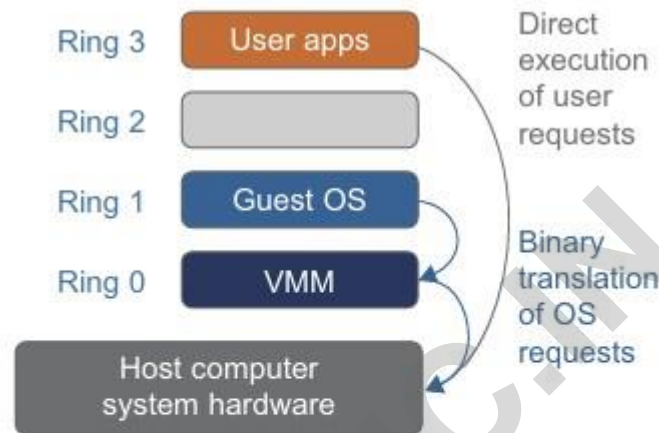 Ring 3
User apps
Direct
execution
of user
requests
Ring 2
Ring 1
Guest OS
Ring 0
VMM
Binary
translation
of OS
requests
Host computer
system hardware
C.IN